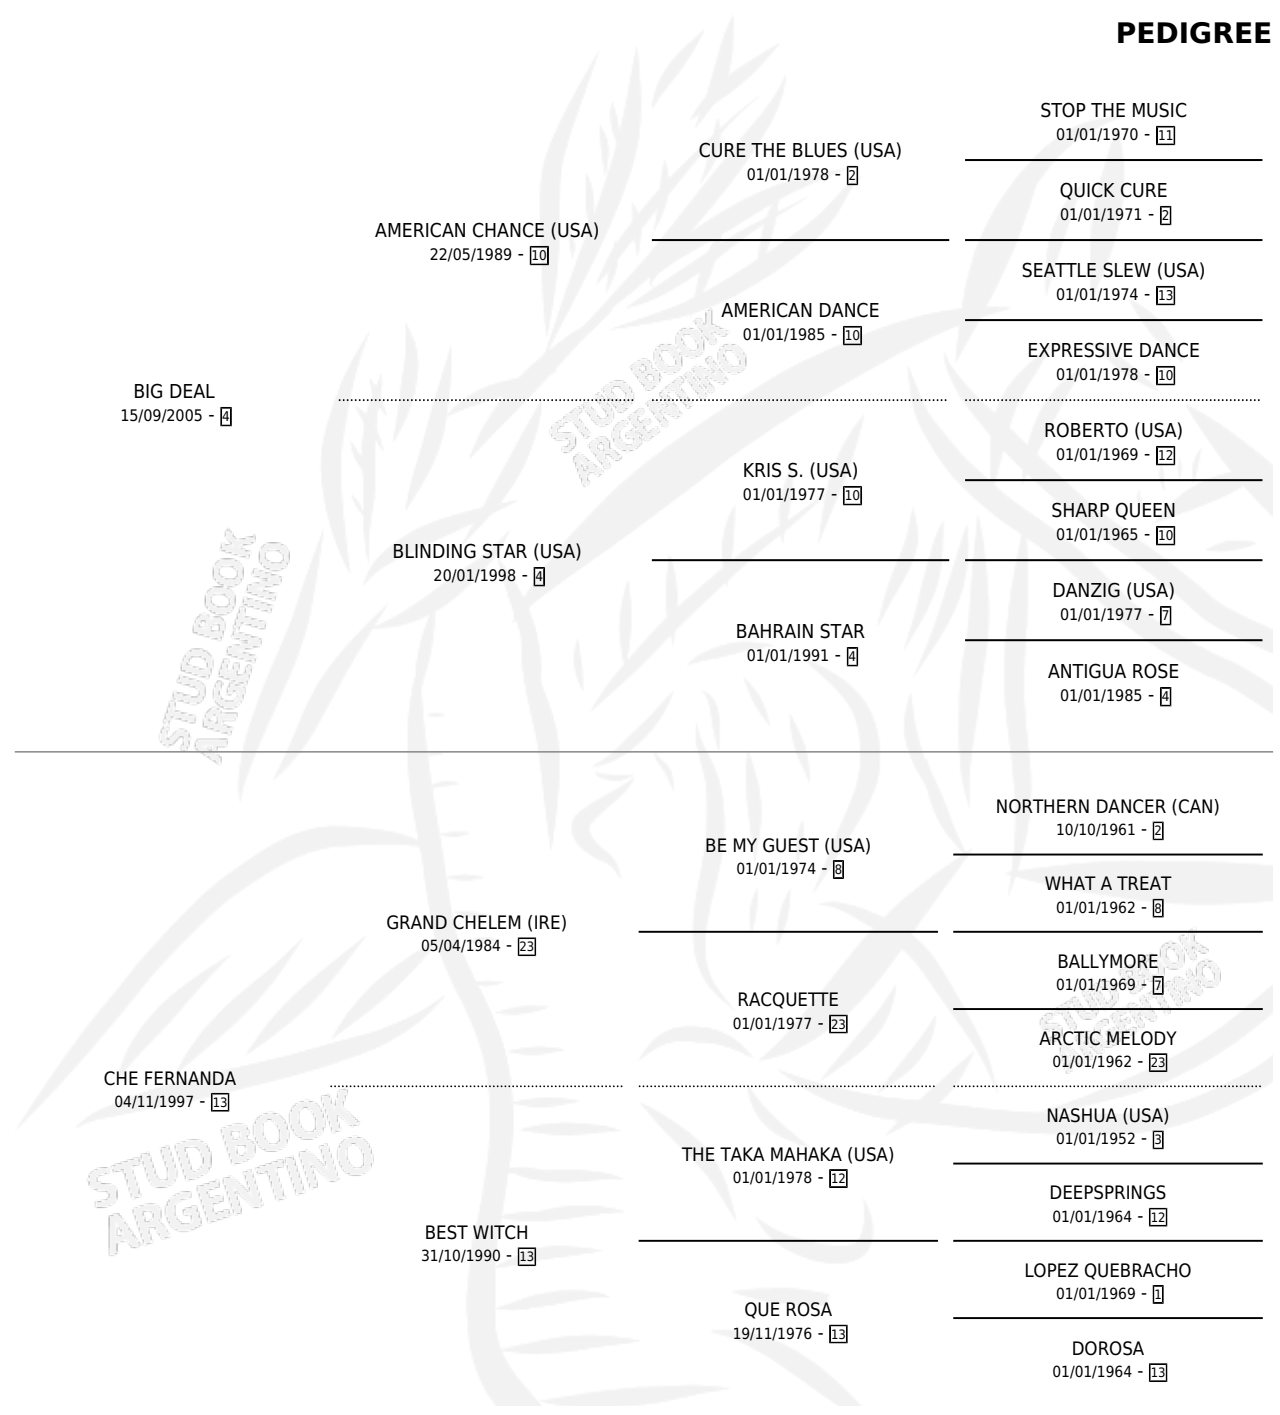 PEDIGREE
STOP THE MUSIC
01/01/1970 - 11
CURE THE BLUES (USA)
01/01/1978 - 2
QUICK CURE
01/01/1971 - 2
AMERICAN CHANCE (USA)
22/05/1989 - 10
SEATTLE SLEW (USA)
01/01/1974 - 13
AMERICAN DANCE
01/01/1985 - 10
EXPRESSIVE DANCE
01/01/1978 - 10
BIG DEAL
15/09/2005 - 4
STUD BOOK
ARGENTINO
ROBERTO (USA)
01/01/1969 - 12
KRIS S. (USA)
01/01/1977 - 10
SHARP QUEEN
01/01/1965 - 10
BLINDING STAR (USA)
20/01/1998 - 4
DANZIG (USA)
01/01/1977 - 7
BAHRAIN STAR
01/01/1991 - 4
ANTIGUA ROSE
01/01/1985 - 4
STUD BOOK
ARGENTINO
NORTHERN DANCER (CAN)
10/10/1961 - 2
BE MY GUEST (USA)
01/01/1974 - 8
WHAT A TREAT
01/01/1962 - 8
GRAND CHELEM (IRE)
05/04/1984 - 23
BALLYMORE
01/01/1969 - 7
STUD BOOK
ARGENTINO
RACQUETTE
01/01/1977 - 23
ARCTIC MELODY
01/01/1962 - 23
CHE FERNANDA
04/11/1997 - 13
STUD BOOK
ARGENTINO
NASHUA (USA)
01/01/1952 - 3
THE TAKA MAHAKA (USA)
01/01/1978 - 12
DEEPSPRINGS
01/01/1964 - 12
BEST WITCH
31/10/1990 - 13
LOPEZ QUEBRACHO
01/01/1969 - 1
QUE ROSA
19/11/1976 - 13
DOROSA
01/01/1964 - 13